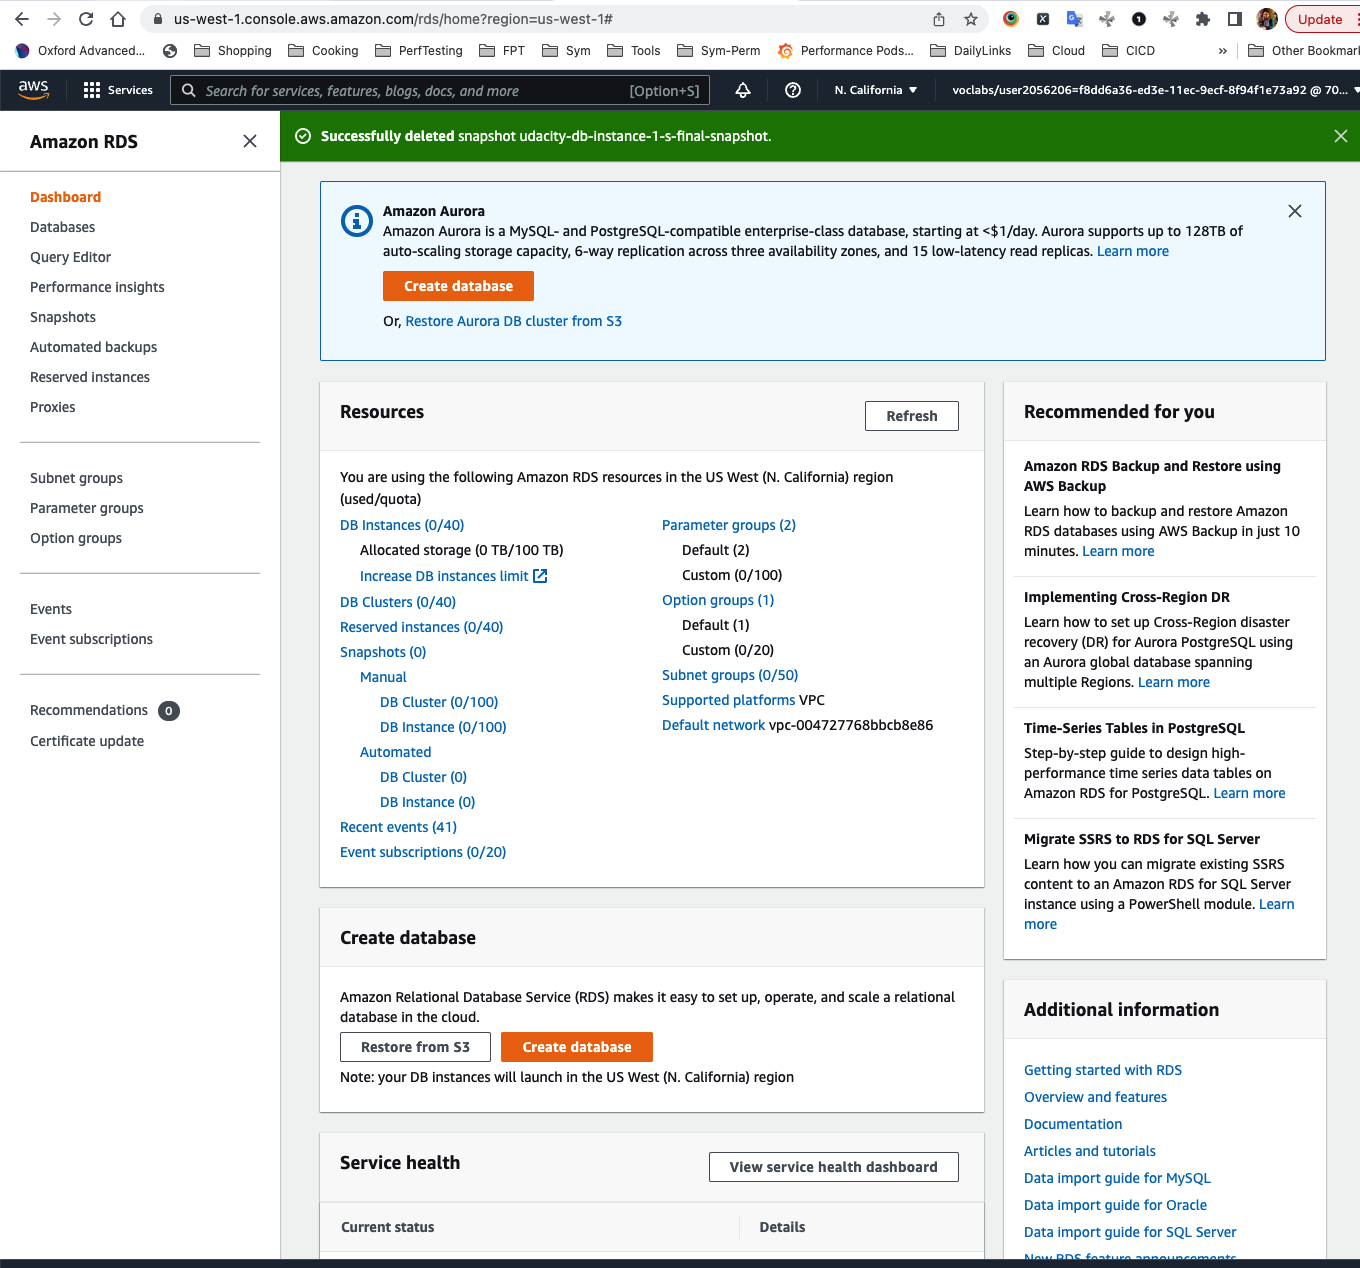 us-west-1.console.aws.amazon.com/rds/home?region=us-west-1#
Update
Oxford Advanced...
Shopping
Cooking
PerfTesting
FPT
Sym
Tools
Sym-Perm
Performance Pods...
DailyLinks
Cloud
CICD
»
Other Bookmark
aws
Services
Search for services, features, blogs, docs, and more
[Option+S]
N. California
voclabs/user2056206=f8dd6a36-ed3e-11ec-9ecf-8f94f1e73a92 @ 70...
Amazon RDS
Successfully deleted snapshot udacity-db-instance-1-s-final-snapshot.
Dashboard
Databases
Query Editor
Performance insights
Snapshots
Automated backups
Reserved instances
Proxies
Subnet groups
Parameter groups
Option groups
Events
Event subscriptions
Recommendations 0
Certificate update
Amazon Aurora
Amazon Aurora is a MySQL- and PostgreSQL-compatible enterprise-class database, starting at <$1/day. Aurora supports up to 128TB of
auto-scaling storage capacity, 6-way replication across three availability zones, and 15 low-latency read replicas. Learn more
Create database
Or, Restore Aurora DB cluster from S3
Resources
Refresh
You are using the following Amazon RDS resources in the US West (N. California) region
(used/quota)
DB Instances (0/40)
Allocated storage (0 TB/100 TB)
Increase DB instances limit
DB Clusters (0/40)
Reserved instances (0/40)
Snapshots (0)
Manual
DB Cluster (0/100)
DB Instance (0/100)
Automated
DB Cluster (0)
DB Instance (0)
Recent events (41)
Event subscriptions (0/20)
Parameter groups (2)
Default (2)
Custom (0/100)
Option groups (1)
Default (1)
Custom (0/20)
Subnet groups (0/50)
Supported platforms VPC
Default network vpc-004727768bbcb8e86
Create database
Amazon Relational Database Service (RDS) makes it easy to set up, operate, and scale a relational
database in the cloud.
Restore from S3
Create database
Note: your DB instances will launch in the US West (N. California) region
Service health
View service health dashboard
Current status
Details
Recommended for you
Amazon RDS Backup and Restore using
AWS Backup
Learn how to backup and restore Amazon
RDS databases using AWS Backup in just 10
minutes. Learn more
Implementing Cross-Region DR
Learn how to set up Cross-Region disaster
recovery (DR) for Aurora PostgreSQL using
an Aurora global database spanning
multiple Regions. Learn more
Time-Series Tables in PostgreSQL
Step-by-step guide to design high-
performance time series data tables on
Amazon RDS for PostgreSQL. Learn more
Migrate SSRS to RDS for SQL Server
Learn how you can migrate existing SSRS
content to an Amazon RDS for SQL Server
instance using a PowerShell module. Learn
more
Additional information
Getting started with RDS
Overview and features
Documentation
Articles and tutorials
Data import guide for MySQL
Data import guide for Oracle
Data import guide for SQL Server
New RDS feature announcements